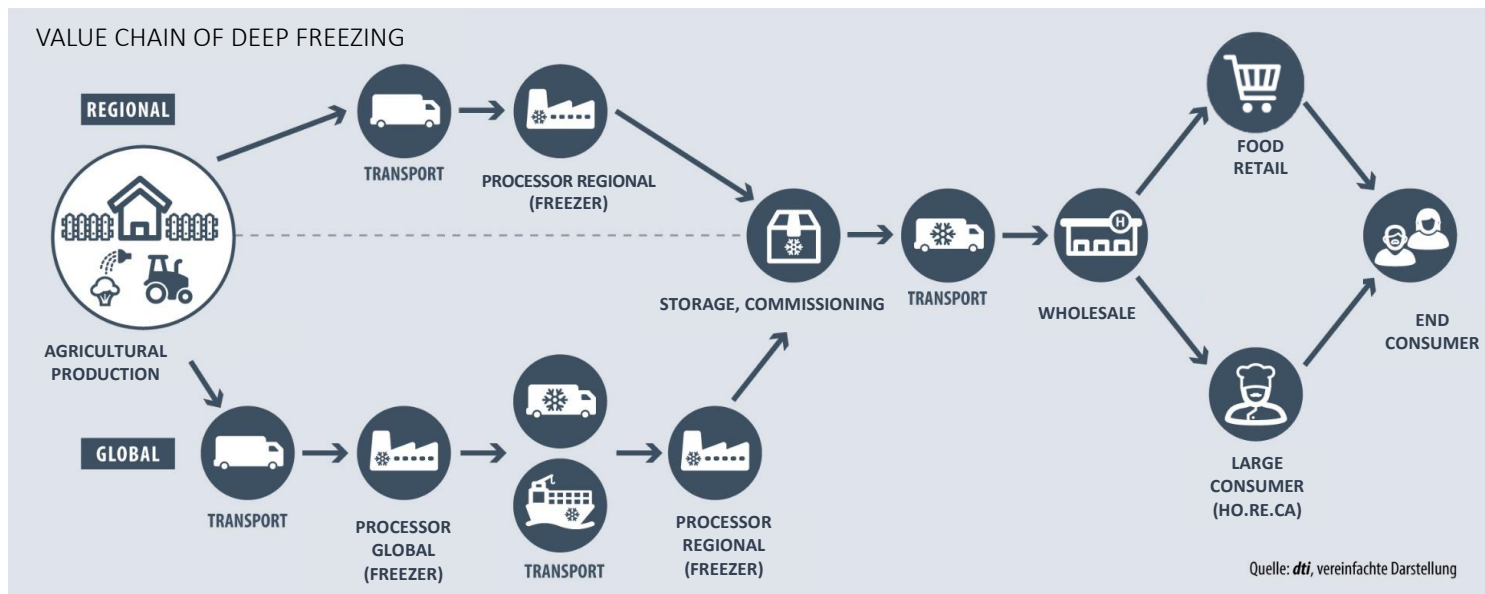 VALUE CHAIN OF DEEP FREEZING
REGIONAL
TRANSPORT
PROCESSOR REGIONAL
(FREEZER)
FOOD
RETAIL
H
AGRICULTURAL
PRODUCTION
STORAGE, COMMISSIONING
TRANSPORT
WHOLESALE
END
CONSUMER
GLOBAL
TRANSPORT
PROCESSOR
GLOBAL
(FREEZER)
TRANSPORT
PROCESSOR
REGIONAL
(FREEZER)
LARGE
CONSUMER
(HO.RE.CA)
Quelle: dti, vereinfachte Darstellung